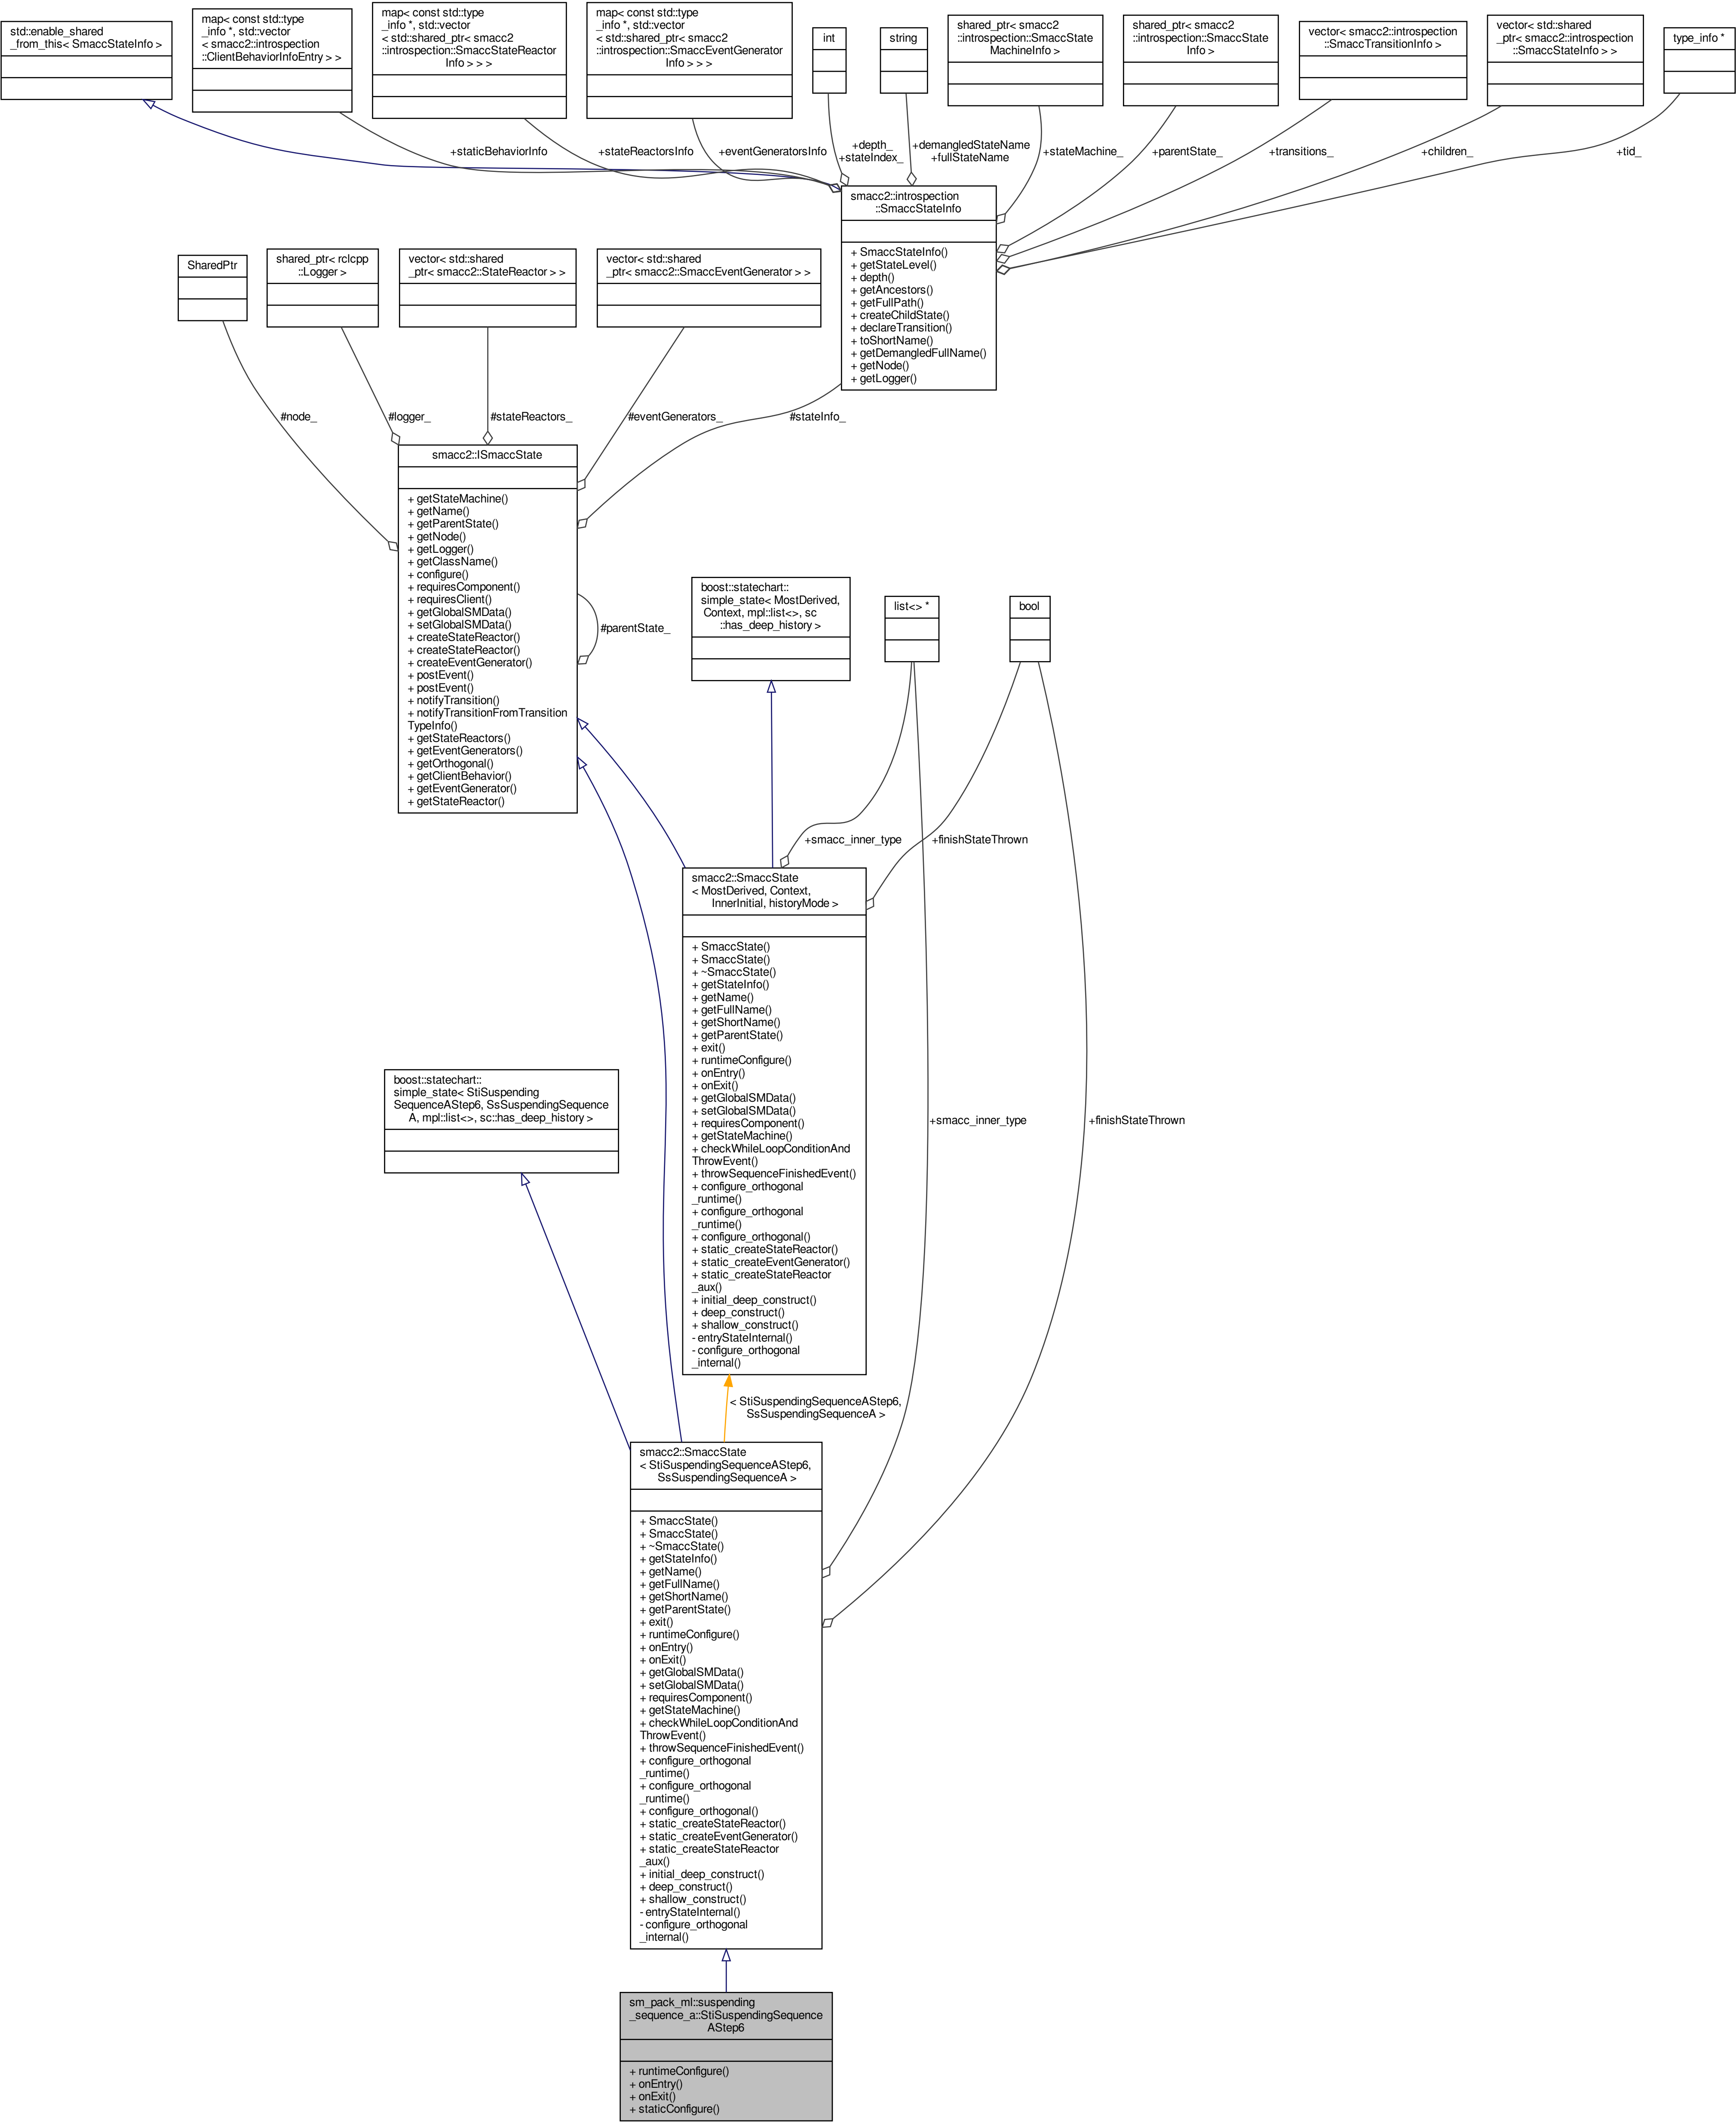 std::enable_shared
_from_this< SmaccStateInfo >
map< const std::type
_info *, std::vector
< smacc2::introspection
::ClientBehaviorInfoEntry > >
map< const std::type
_info *, std::vector
< std::shared_ptr< smacc2
::introspection::SmaccStateReactor
Info > > >
map< const std::type
_info *, std::vector
< std::shared_ptr< smacc2
::introspection::SmaccEventGenerator
Info > > >
int
string
shared_ptr< smacc2
::introspection::SmaccState
MachineInfo >
shared_ptr< smacc2
::introspection::SmaccState
Info >
vector< smacc2::introspection
::SmaccTransitionInfo >
vector< std::shared
_ptr< smacc2::introspection
::SmaccStateInfo > >
type_info *
+staticBehaviorInfo
+stateReactorsInfo
+eventGeneratorsInfo
+depth_
+stateIndex_
+demangledStateName
+fullStateName
+stateMachine_
+parentState_
+transitions_
+children_
+tid_
smacc2::introspection
::SmaccStateInfo
+ SmaccStateInfo()
+ getStateLevel()
+ depth()
+ getAncestors()
+ getFullPath()
+ createChildState()
+ declareTransition()
+ toShortName()
+ getDemangledFullName()
+ getNode()
+ getLogger()
SharedPtr
shared_ptr< rclcpp
::Logger >
vector< std::shared
_ptr< smacc2::StateReactor > >
vector< std::shared
_ptr< smacc2::SmaccEventGenerator > >
#node_
#logger_
#stateReactors_
#eventGenerators_
#stateInfo_
smacc2::ISmaccState
+ getStateMachine()
+ getName()
+ getParentState()
+ getNode()
+ getLogger()
+ getClassName()
+ configure()
+ requiresComponent()
+ requiresClient()
+ getGlobalSMData()
+ setGlobalSMData()
+ createStateReactor()
+ createStateReactor()
+ createEventGenerator()
+ postEvent()
+ postEvent()
+ notifyTransition()
+ notifyTransitionFromTransition
TypeInfo()
+ getStateReactors()
+ getEventGenerators()
+ getOrthogonal()
+ getClientBehavior()
+ getEventGenerator()
+ getStateReactor()
#parentState_
boost::statechart::
simple_state< MostDerived,
Context, mpl::list<>, sc
::has_deep_history >
list<> *
bool
+smacc_inner_type
+finishStateThrown
smacc2::SmaccState
< MostDerived, Context,
InnerInitial, historyMode >
+ SmaccState()
+ SmaccState()
+ ~SmaccState()
+ getStateInfo()
+ getName()
+ getFullName()
+ getShortName()
+ getParentState()
+ exit()
+ runtimeConfigure()
+ onEntry()
+ onExit()
+ getGlobalSMData()
+ setGlobalSMData()
+ requiresComponent()
+ getStateMachine()
+ checkWhileLoopConditionAnd
ThrowEvent()
+ throwSequenceFinishedEvent()
+ configure_orthogonal
_runtime()
+ configure_orthogonal
_runtime()
+ configure_orthogonal()
+ static_createStateReactor()
+ static_createEventGenerator()
+ static_createStateReactor
_aux()
+ initial_deep_construct()
+ deep_construct()
+ shallow_construct()
- entryStateInternal()
- configure_orthogonal
_internal()
boost::statechart::
simple_state< StiSuspending
SequenceAStep6, SsSuspendingSequence
A, mpl::list<>, sc::has_deep_history >
+smacc_inner_type
+finishStateThrown
< StiSuspendingSequenceAStep6,
SsSuspendingSequenceA >
smacc2::SmaccState
< StiSuspendingSequenceAStep6,
SsSuspendingSequenceA >
+ SmaccState()
+ SmaccState()
+ ~SmaccState()
+ getStateInfo()
+ getName()
+ getFullName()
+ getShortName()
+ getParentState()
+ exit()
+ runtimeConfigure()
+ onEntry()
+ onExit()
+ getGlobalSMData()
+ setGlobalSMData()
+ requiresComponent()
+ getStateMachine()
+ checkWhileLoopConditionAnd
ThrowEvent()
+ throwSequenceFinishedEvent()
+ configure_orthogonal
_runtime()
+ configure_orthogonal
_runtime()
+ configure_orthogonal()
+ static_createStateReactor()
+ static_createEventGenerator()
+ static_createStateReactor
_aux()
+ initial_deep_construct()
+ deep_construct()
+ shallow_construct()
- entryStateInternal()
- configure_orthogonal
_internal()
sm_pack_ml::suspending
_sequence_a::StiSuspendingSequence
AStep6
+ runtimeConfigure()
+ onEntry()
+ onExit()
+ staticConfigure()